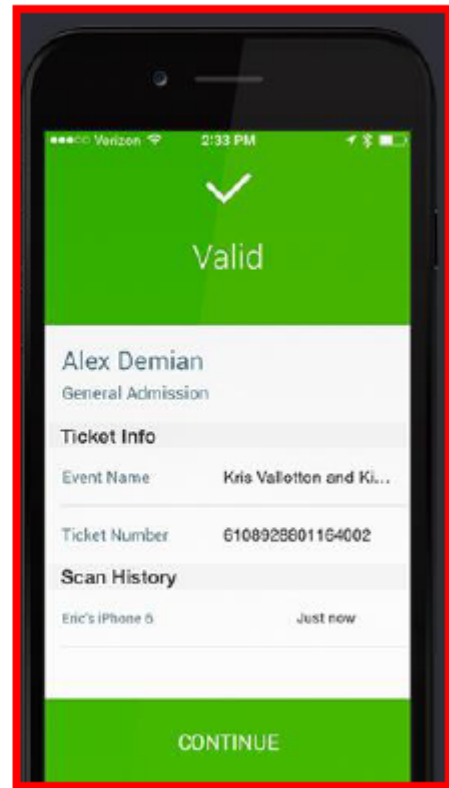 Verizon 2:33 PM
Valid
Alex Demian
General Admission
Ticket Info
Event Name Kris Vallotton and Ki...
Ticket Number 6108928801164002
Scan History
Eric's iPhone 6 Just now
CONTINUE